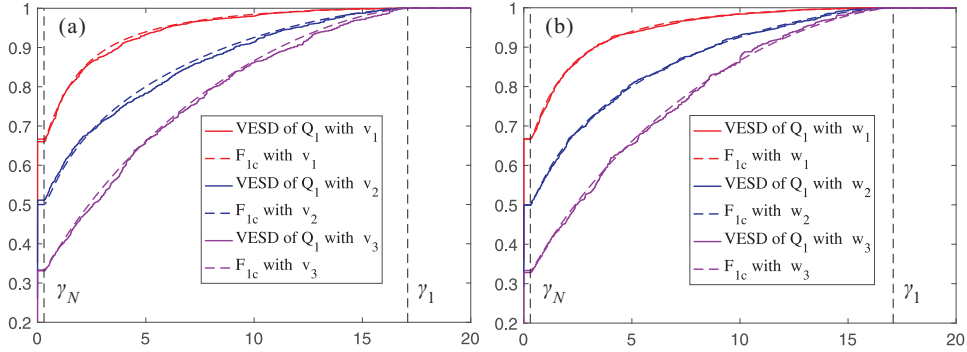 (a)
1
0.9
0.8
0.7
0.6
0.5
0.4
0.3
0.2
VESD of Q₁ with v₁
F₁c with v₁
VESD of Q₁ with v₂
F₁c with v₂
VESD of Q₁ with v₃
F₁c with v₃
γN
γ₁
0 5 10 15 20
(b)
1
0.9
0.8
0.7
0.6
0.5
0.4
0.3
0.2
VESD of Q₁ with w₁
F₁c with w₁
VESD of Q₁ with w₂
F₁c with w₂
VESD of Q₁ with w₃
F₁c with w₃
γN
γ₁
0 5 10 15 20